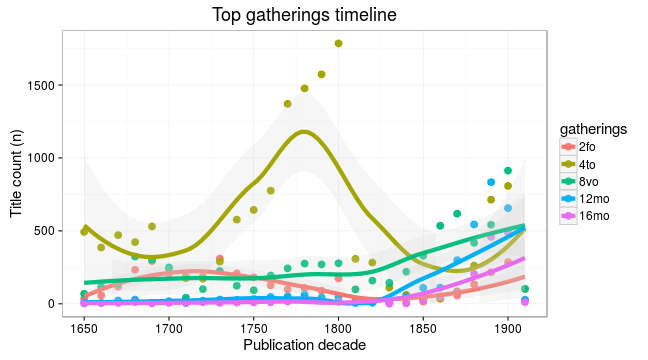 Top gatherings timeline
Title count (n)
1500
1000
500
0
1650
1700
1750
1800
1850
1900
Publication decade
gatherings
2fo
4to
8vo
12mo
16mo